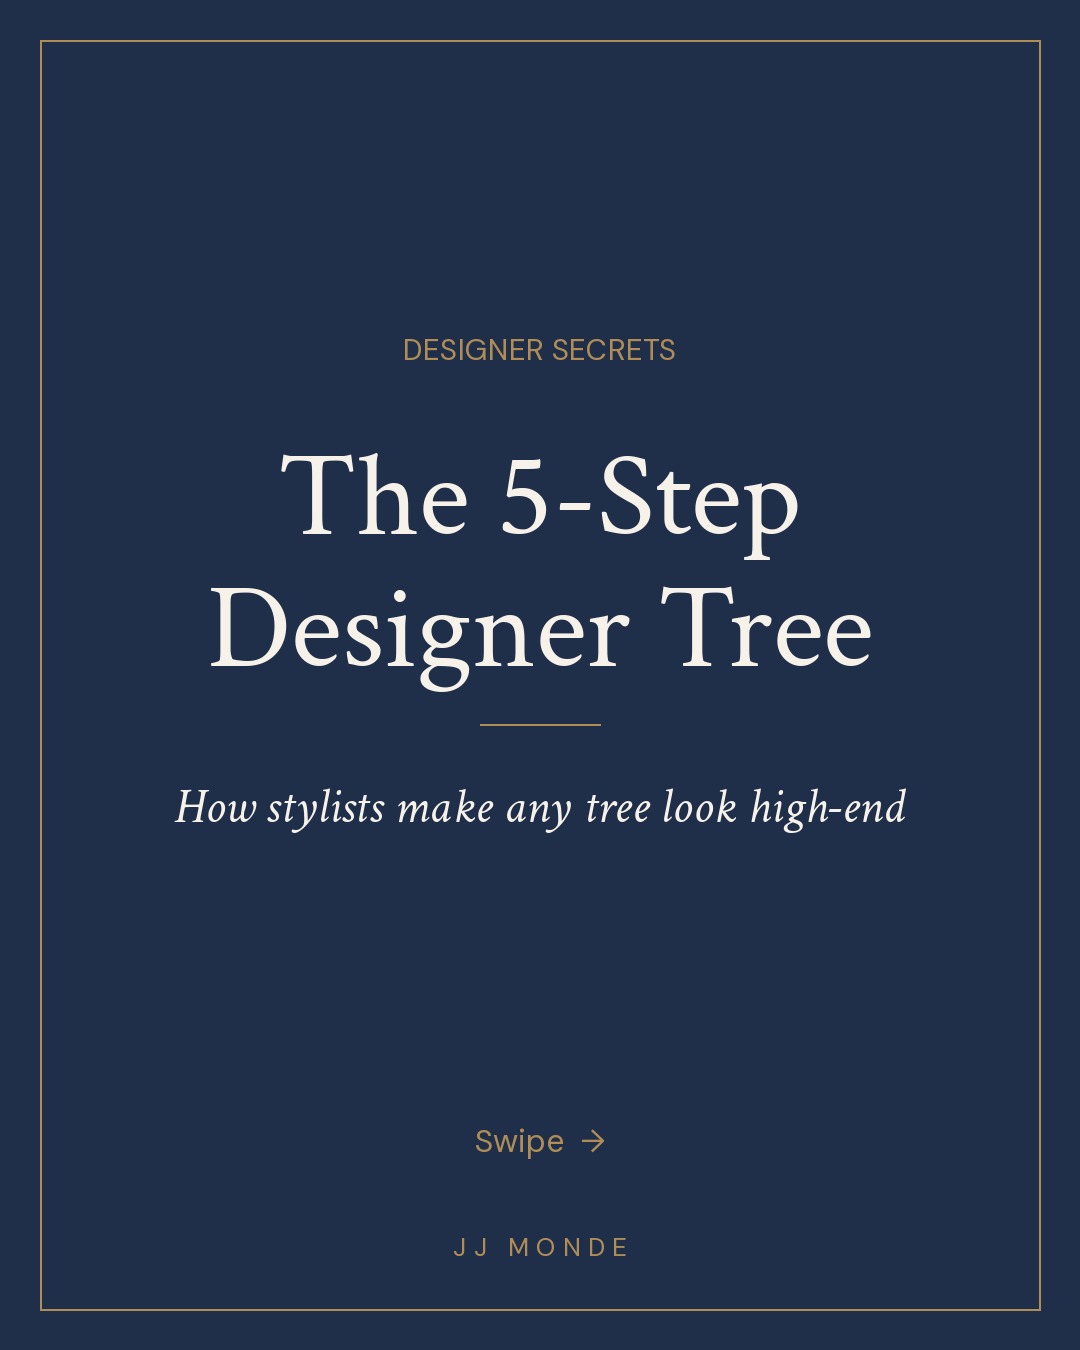 DESIGNER SECRETS
The 5-Step
Designer Tree
How stylists make any tree look high-end
Swipe →
JJ MONDE